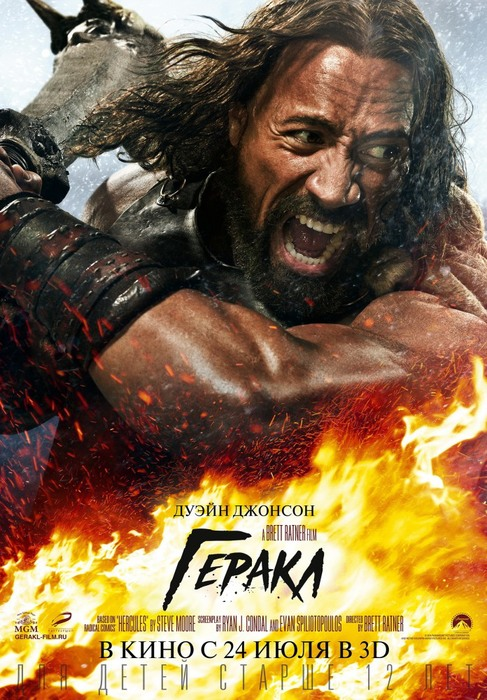 ДУЭЙН ДЖОНСОН
A BRETT RATNER FILM
ГЕРАКЛ
BASED ON RADICAL COMICS' "HERCULES" BY STEVE MOORE SCREENPLAY BY RYAN J. CONDAL AND EVAN SPILIOTOPOULOS DIRECTED BY BRETT RATNER
MGM
GERAKL-FILM.RU
В КИНО С 24 ИЮЛЯ В 3D
ДЛЯ ДЕТЕЙ СТАРШЕ 12 ЛЕТ